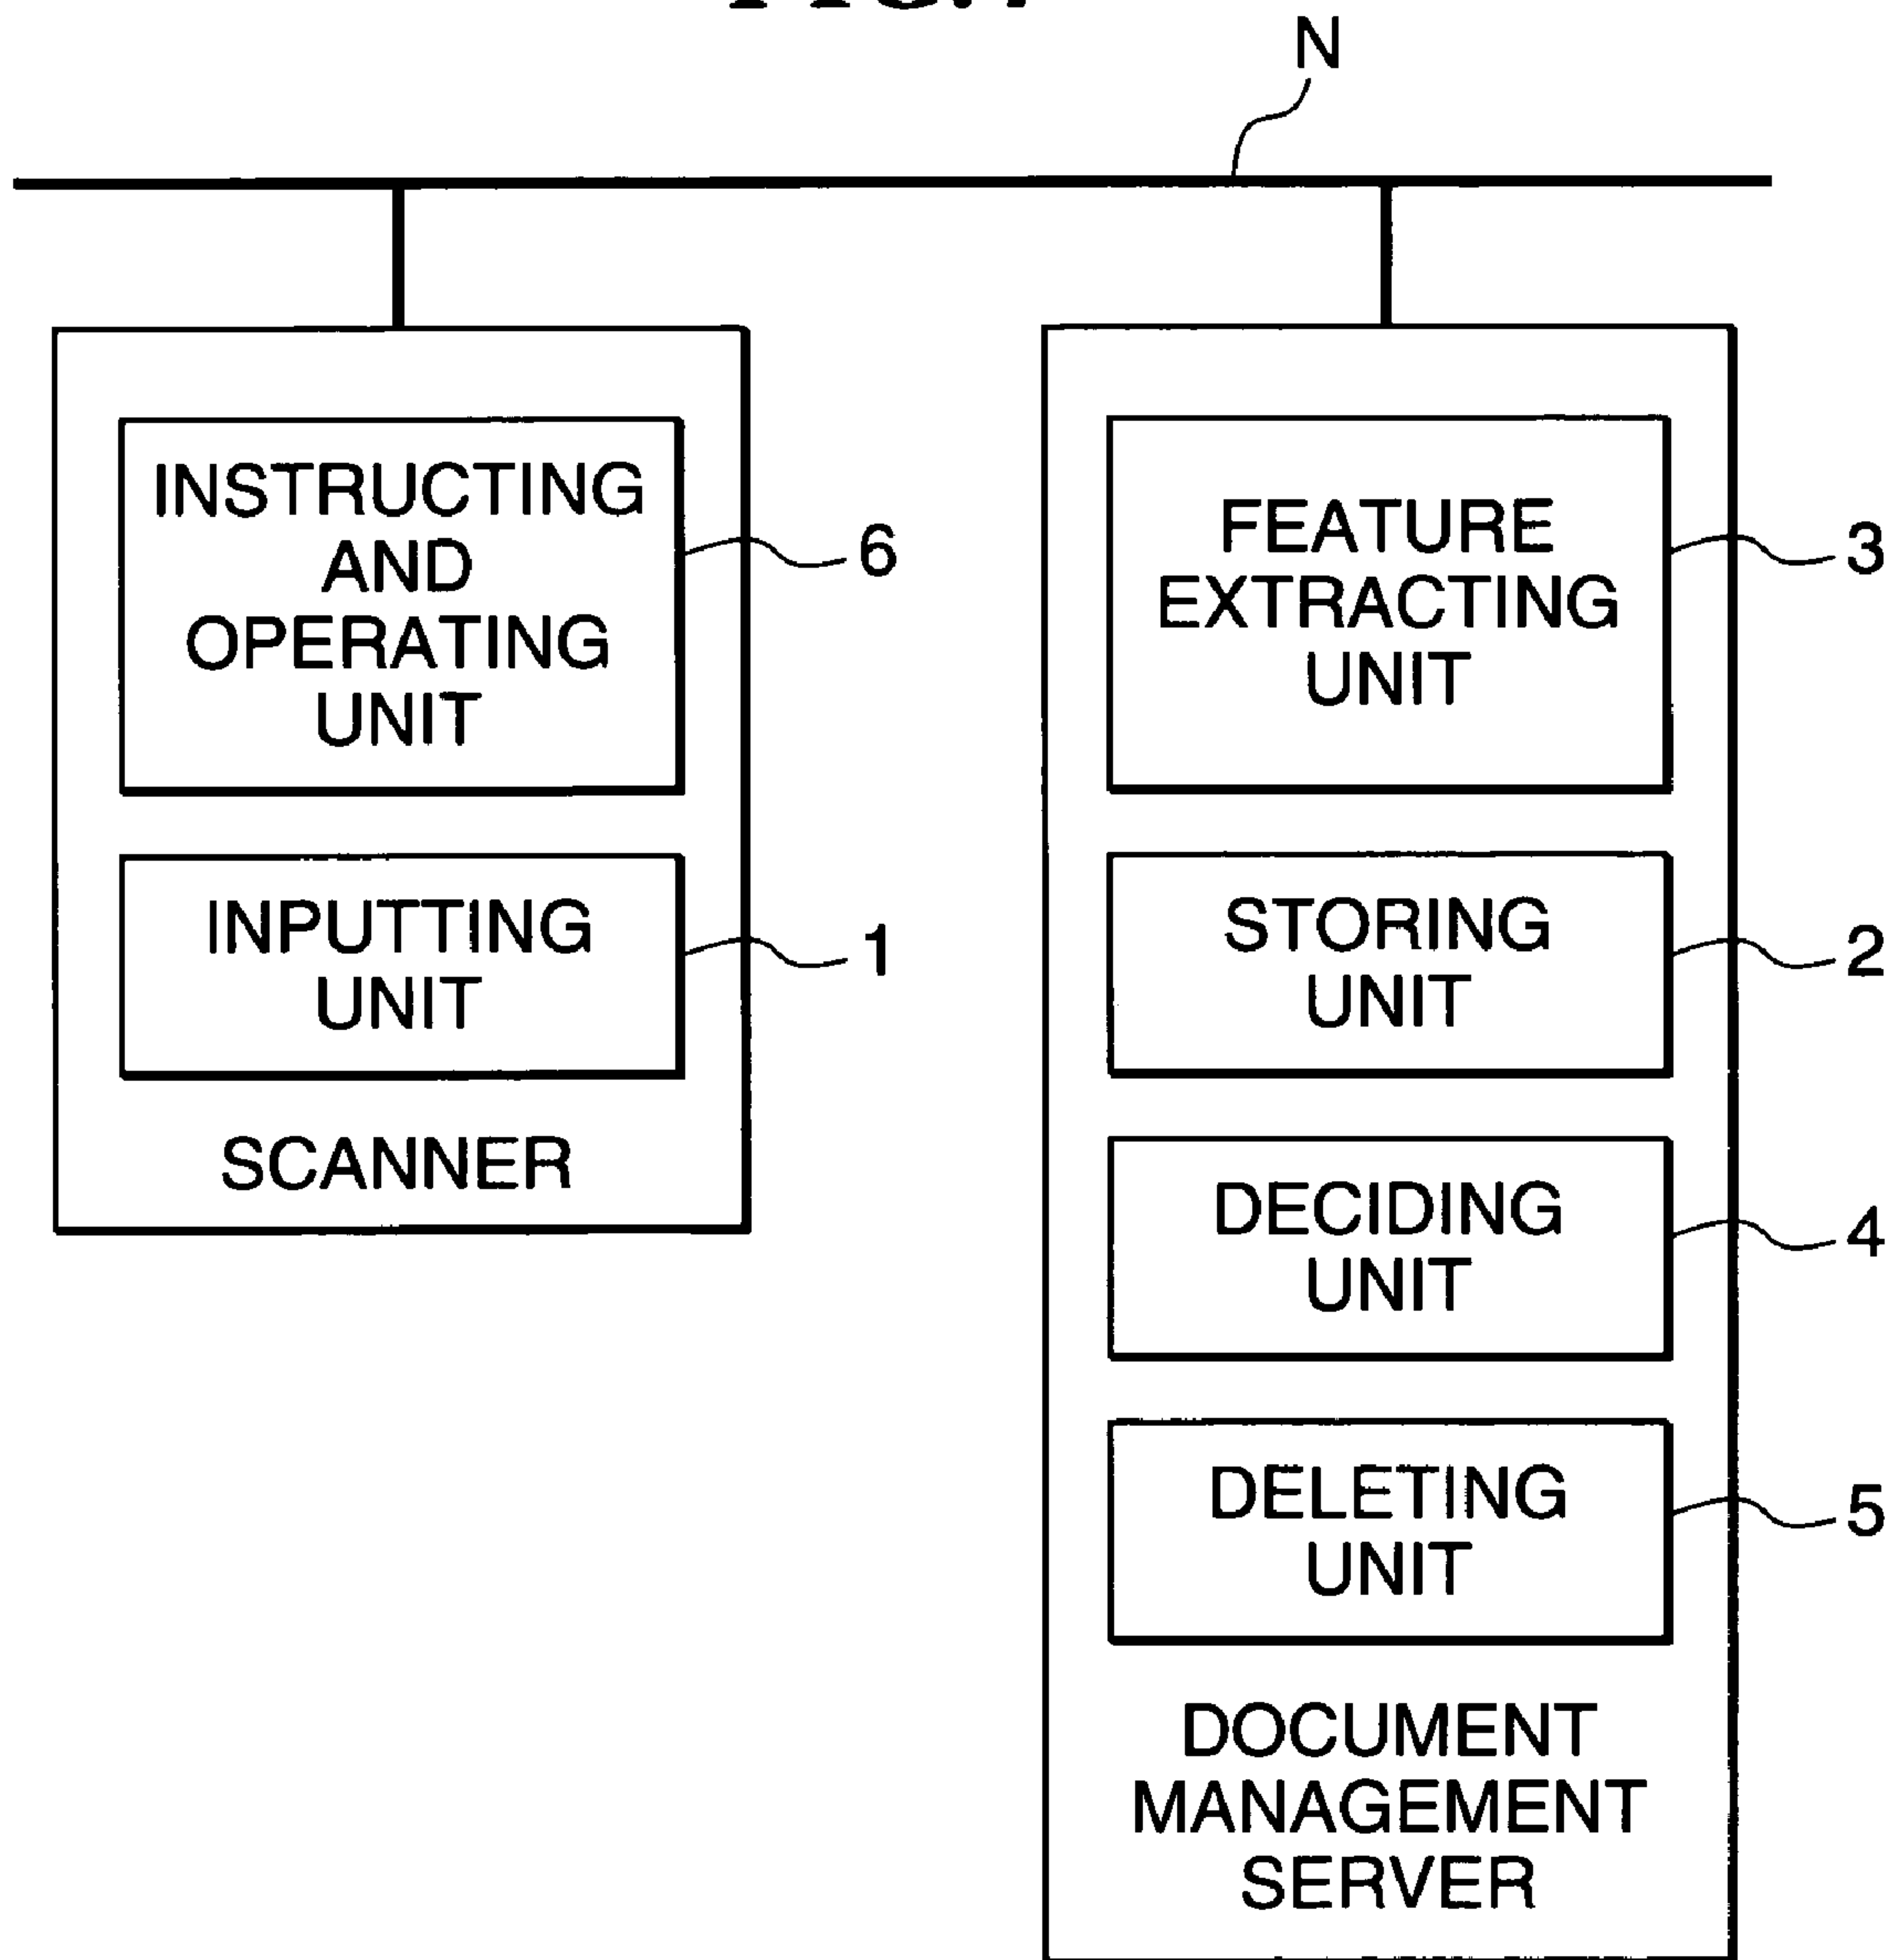 N
INSTRUCTING
AND
OPERATING
UNIT
6
INPUTTING
UNIT
1
SCANNER
FEATURE
EXTRACTING
UNIT
3
STORING
UNIT
2
DECIDING
UNIT
4
DELETING
UNIT
5
DOCUMENT
MANAGEMENT
SERVER